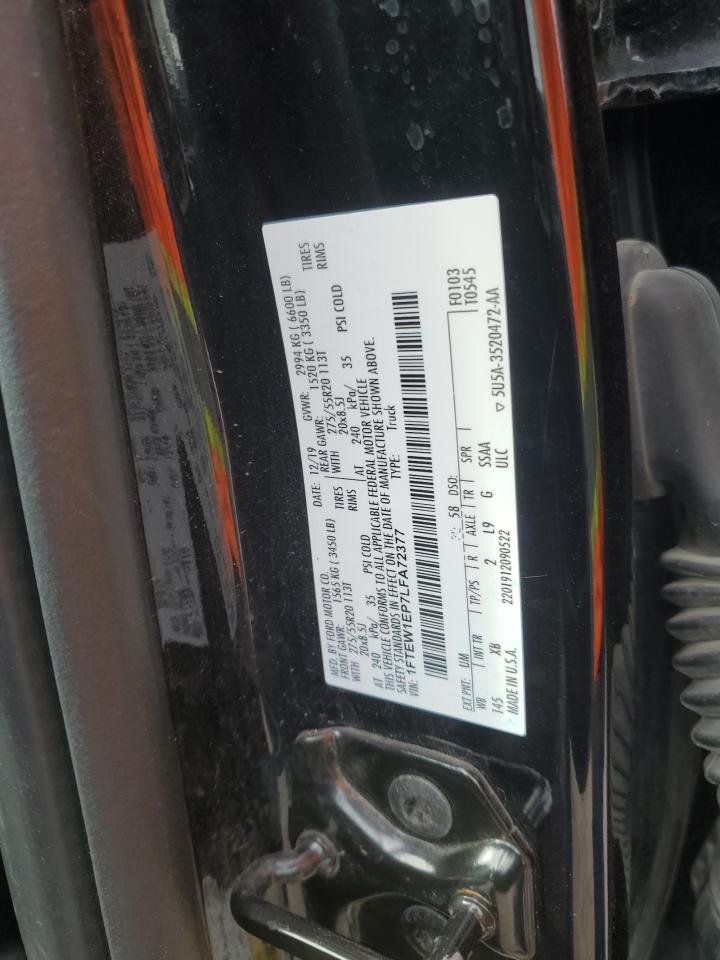 MFD. BY FORD MOTOR CO. DATE: 12/19 GVWR: 2994 KG ( 6600 LB)
FRONT GAWR: 1565 KG ( 3450 LB) REAR GAWR: 1520 KG ( 3350 LB)
WITH 275/55R20 113T TIRES WITH 275/55R20 113T TIRES
20x8.5J RIMS 20x8.5J RIMS
AT 240 kPa/ 35 PSI COLD AT 240 kPa/ 35 PSI COLD
THIS VEHICLE CONFORMS TO ALL APPLICABLE FEDERAL MOTOR VEHICLE
SAFETY STANDARDS IN EFFECT ON THE DATE OF MANUFACTURE SHOWN ABOVE.
VIN: 1FTEW1EP7LFA72377 TYPE: Truck
F0103
EXT PNT: UM 58 DSO: T0545
WB INT TR TP/PS R AXLE TR SPR
145 XB 2 L9 G S5AA
MADE IN U.S.A. 2201912090522 ULC ▽ 5U5A-3520472-AA